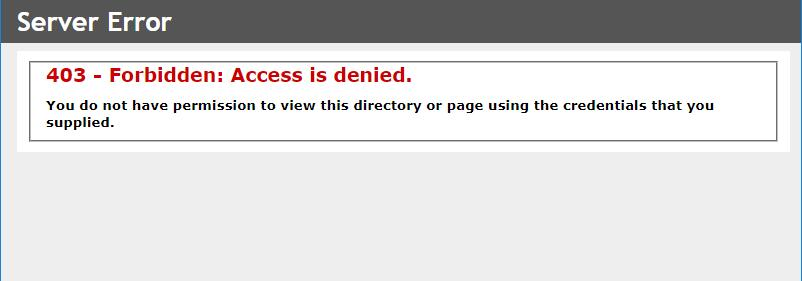 Server Error
403 - Forbidden: Access is denied.
You do not have permission to view this directory or page using the credentials that you
supplied.